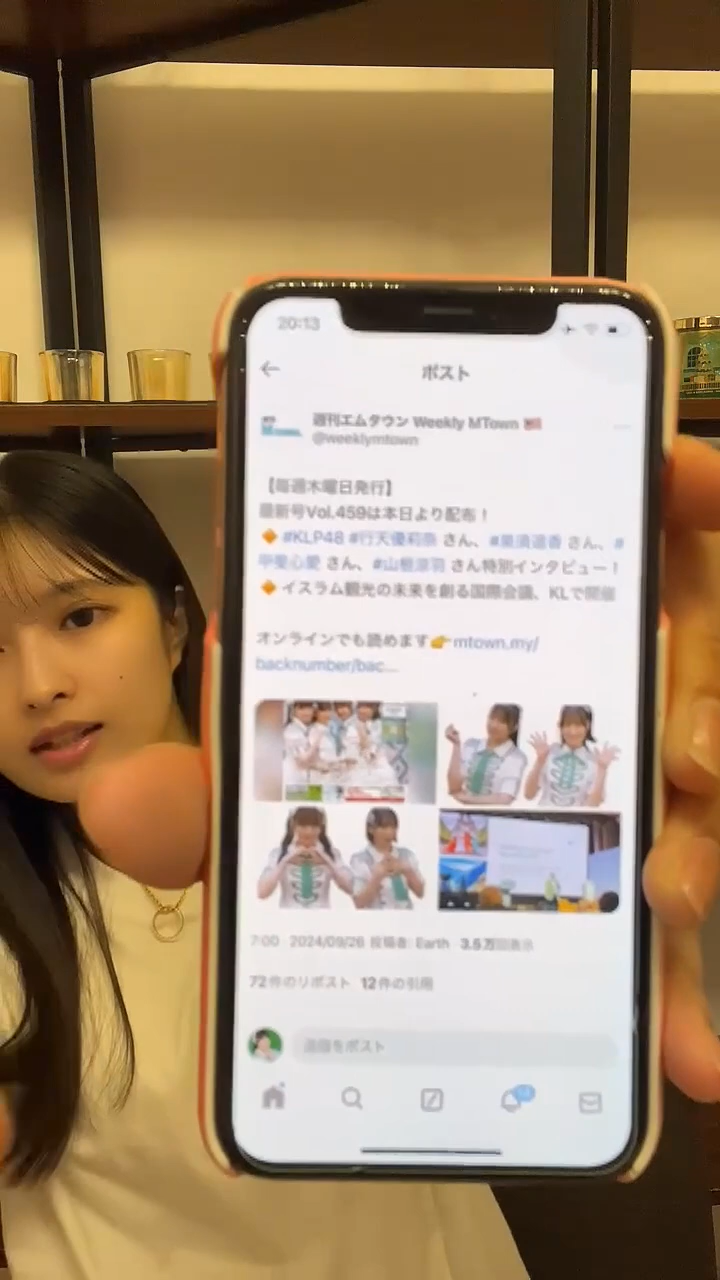 20:13
ポスト
週刊エムタウン Weekly MTown 🇲🇾
@weeklymtown
【毎週木曜日発行】
最新号Vol.459は本日より配布！
🔶 #KLP48 #行天優莉奈 さん、#黒須遥香 さん、#
甲斐心愛 さん、#山根涼羽 さん特別インタビュー！
🔶 イスラム観光の未来を創る国際会議、KLで開催
オンラインでも読めます👉mtown.my/
backnumber/bac...
7:00 2024/09/26 投稿者: Earth 3.5万回表示
72件のリポスト 12件の引用
返信をポスト